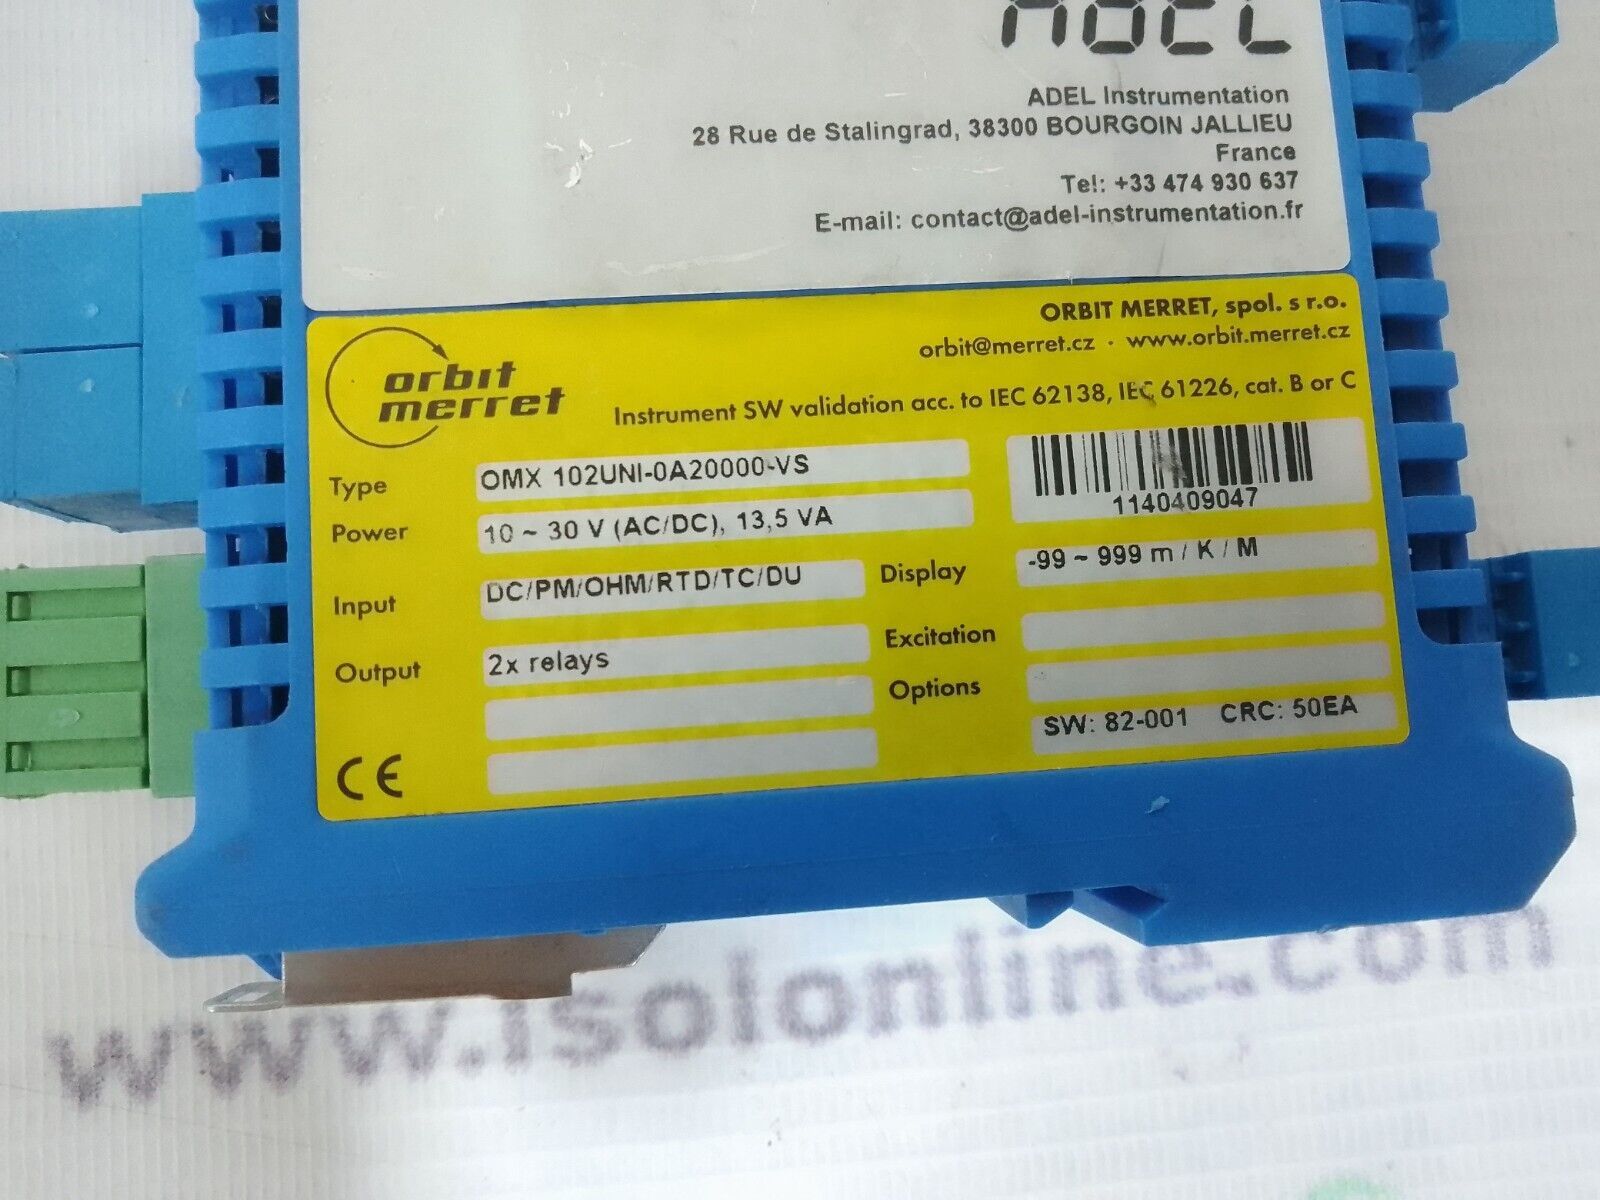 ADEL
ADEL Instrumentation
28 Rue de Stalingrad, 38300 BOURGOIN JALLIEU
France
Tel: +33 474 930 637
E-mail: contact@adel-instrumentation.fr
ORBIT MERRET, spol. s r.o.
orbit@merret.cz · www.orbit.merret.cz
orbit
merret
Instrument SW validation acc. to IEC 62138, IEC 61226, cat. B or C
Type OMX 102UNI-0A20000-VS
1140409047
Power 10 ~ 30 V (AC/DC), 13,5 VA
Input DC/PM/OHM/RTD/TC/DU Display -99 ~ 999 m / K / M
Output 2x relays Excitation
Options
SW: 82-001 CRC: 50EA
CE
www.isolonline.com